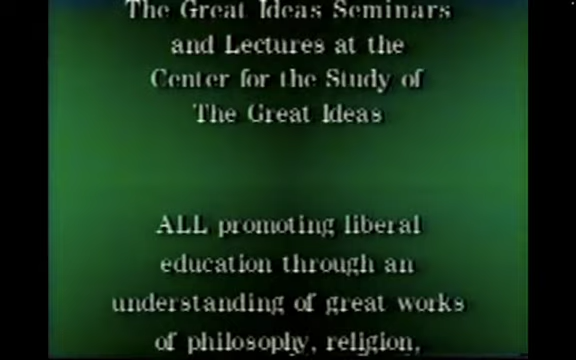 The Great Ideas Seminars
and Lectures at the
Center for the Study of
The Great Ideas
ALL promoting liberal
education through an
understanding of great works
of philosophy, religion,